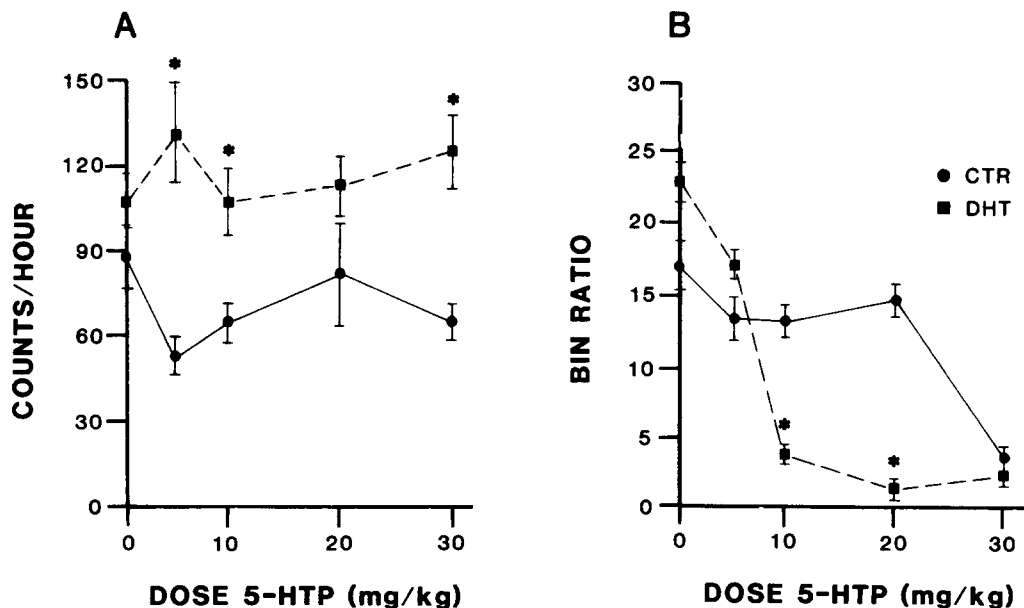 A
COUNTS/HOUR
150
120
90
60
30
0
*
*
*
0 10 20 30
DOSE 5-HTP (mg/kg)
B
BIN RATIO
30
25
20
15
10
5
0
*
*
CTR
DHT
0 10 20 30
DOSE 5-HTP (mg/kg)